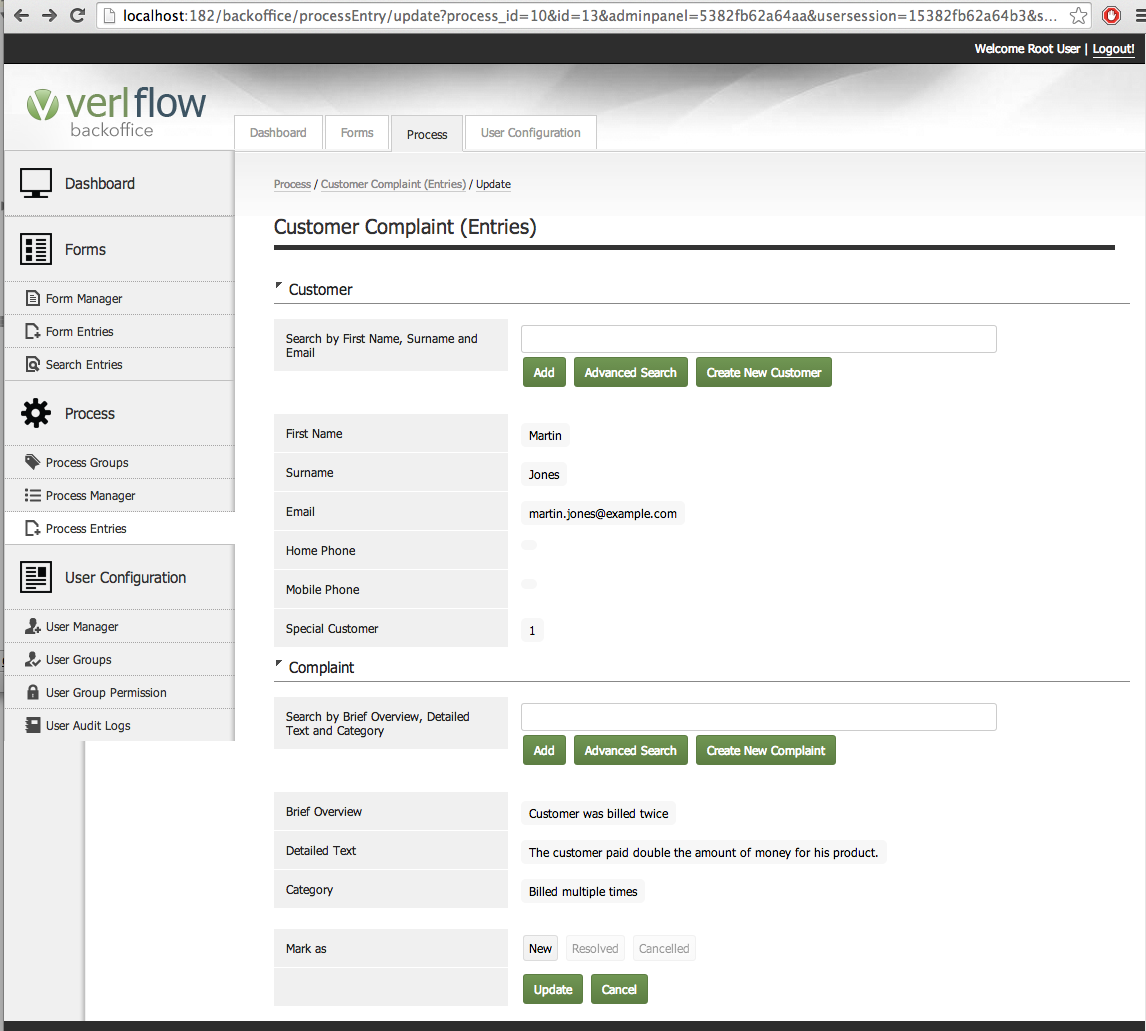 localhost:182/backoffice/processEntry/update?process_id=10&id=13&adminpanel=5382fb62a64aa&usersession=15382fb62a64b3&s...
Welcome Root User | Logout!
verlflow
backoffice
Dashboard
Forms
Process
User Configuration
Dashboard
Forms
Form Manager
Form Entries
Search Entries
Process
Process Groups
Process Manager
Process Entries
User Configuration
User Manager
User Groups
User Group Permission
User Audit Logs
Process / Customer Complaint (Entries) / Update
Customer Complaint (Entries)
Customer
Search by First Name, Surname and
Email
Add
Advanced Search
Create New Customer
First Name
Martin
Surname
Jones
Email
martin.jones@example.com
Home Phone
Mobile Phone
Special Customer
1
Complaint
Search by Brief Overview, Detailed
Text and Category
Add
Advanced Search
Create New Complaint
Brief Overview
Customer was billed twice
Detailed Text
The customer paid double the amount of money for his product.
Category
Billed multiple times
Mark as
New
Resolved
Cancelled
Update
Cancel